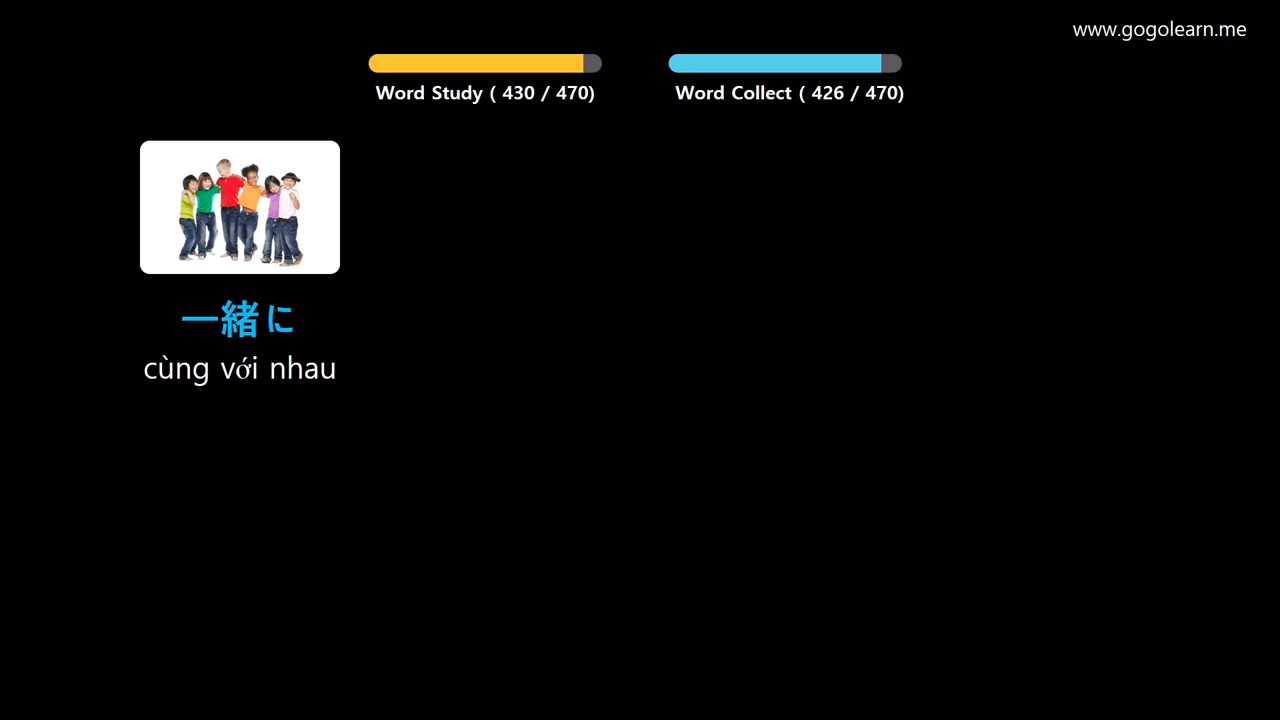 www.gogolearn.me
Word Study ( 430 / 470)
Word Collect ( 426 / 470)
一緒に
cùng với nhau